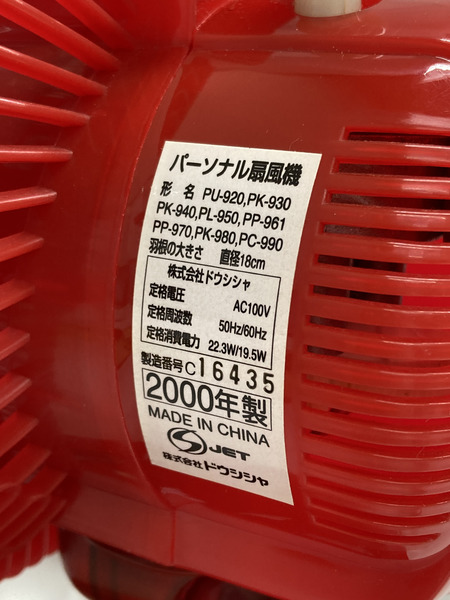 パーソナル扇風機
形 名 PU-920,PK-930
PK-940,PL-950,PP-961
PP-970,PK-980,PC-990
羽根の大きさ 直径18cm
株式会社ドウシシャ
定格電圧 AC100V
定格周波数 50Hz/60Hz
定格消費電力 22.3W/19.5W
製造番号C16435
2000年製
MADE IN CHINA
JET
株式会社ドウシシャ